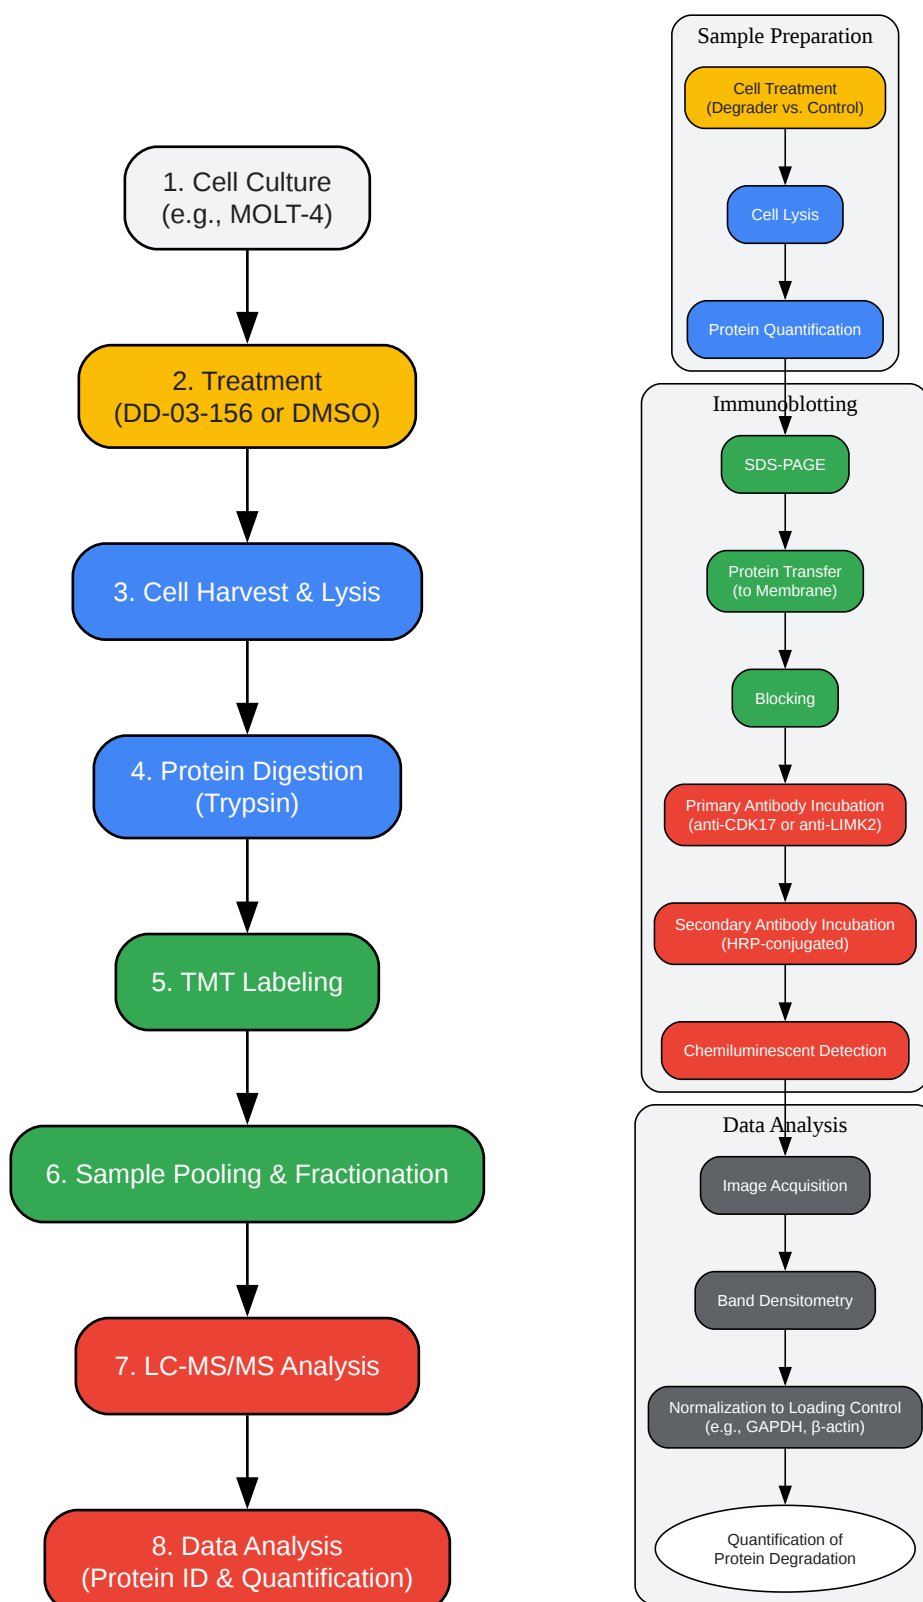 1. Cell Culture
(e.g., MOLT-4)
2. Treatment
(DD-03-156 or DMSO)
3. Cell Harvest & Lysis
4. Protein Digestion
(Trypsin)
5. TMT Labeling
6. Sample Pooling & Fractionation
7. LC-MS/MS Analysis
8. Data Analysis
(Protein ID & Quantification)
Sample Preparation
Cell Treatment
(Degrader vs. Control)
Cell Lysis
Protein Quantification
Immunoblotting
SDS-PAGE
Protein Transfer
(to Membrane)
Blocking
Primary Antibody Incubation
(anti-CDK17 or anti-LIMK2)
Secondary Antibody Incubation
(HRP-conjugated)
Chemiluminescent Detection
Data Analysis
Image Acquisition
Band Densitometry
Normalization to Loading Control
(e.g., GAPDH, β-actin)
Quantification of
Protein Degradation